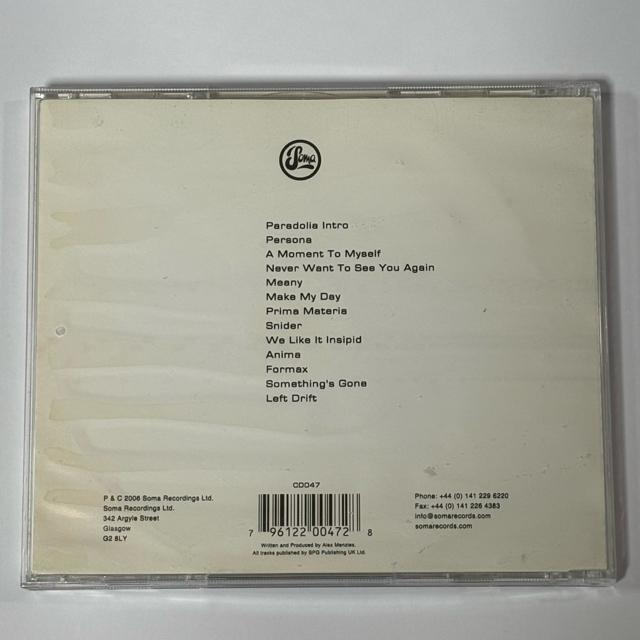 Soma
Paradolia Intro
Persona
A Moment To Myself
Never Want To See You Again
Meany
Make My Day
Prima Materia
Snider
We Like It Insipid
Anima
Formax
Something's Gone
Left Drift
CD047
P & C 2006 Soma Recordings Ltd.
Soma Recordings Ltd.
342 Argyle Street
Glasgow
G2 8LY
7 96122 00472 8
Written and Produced by Alex Menzies.
All tracks published by SPG Publishing UK Ltd.
Phone: +44 (0) 141 229 6220
Fax: +44 (0) 141 226 4383
info@somarecords.com
somarecords.com